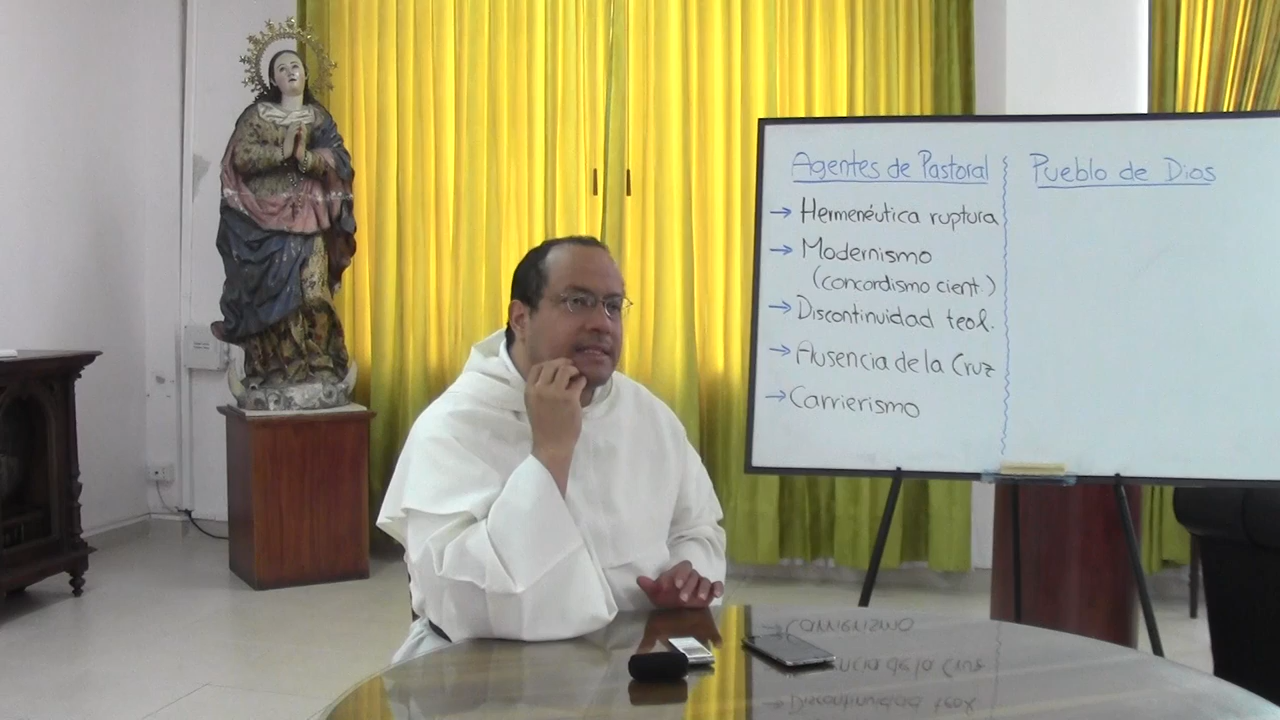 Agentes de Pastoral
→ Hermenéutica ruptura
→ Modernismo
(concordismo cient.)
→ Discontinuidad teol.
→ Ausencia de la Cruz
→ Carrierismo
Pueblo de Dios